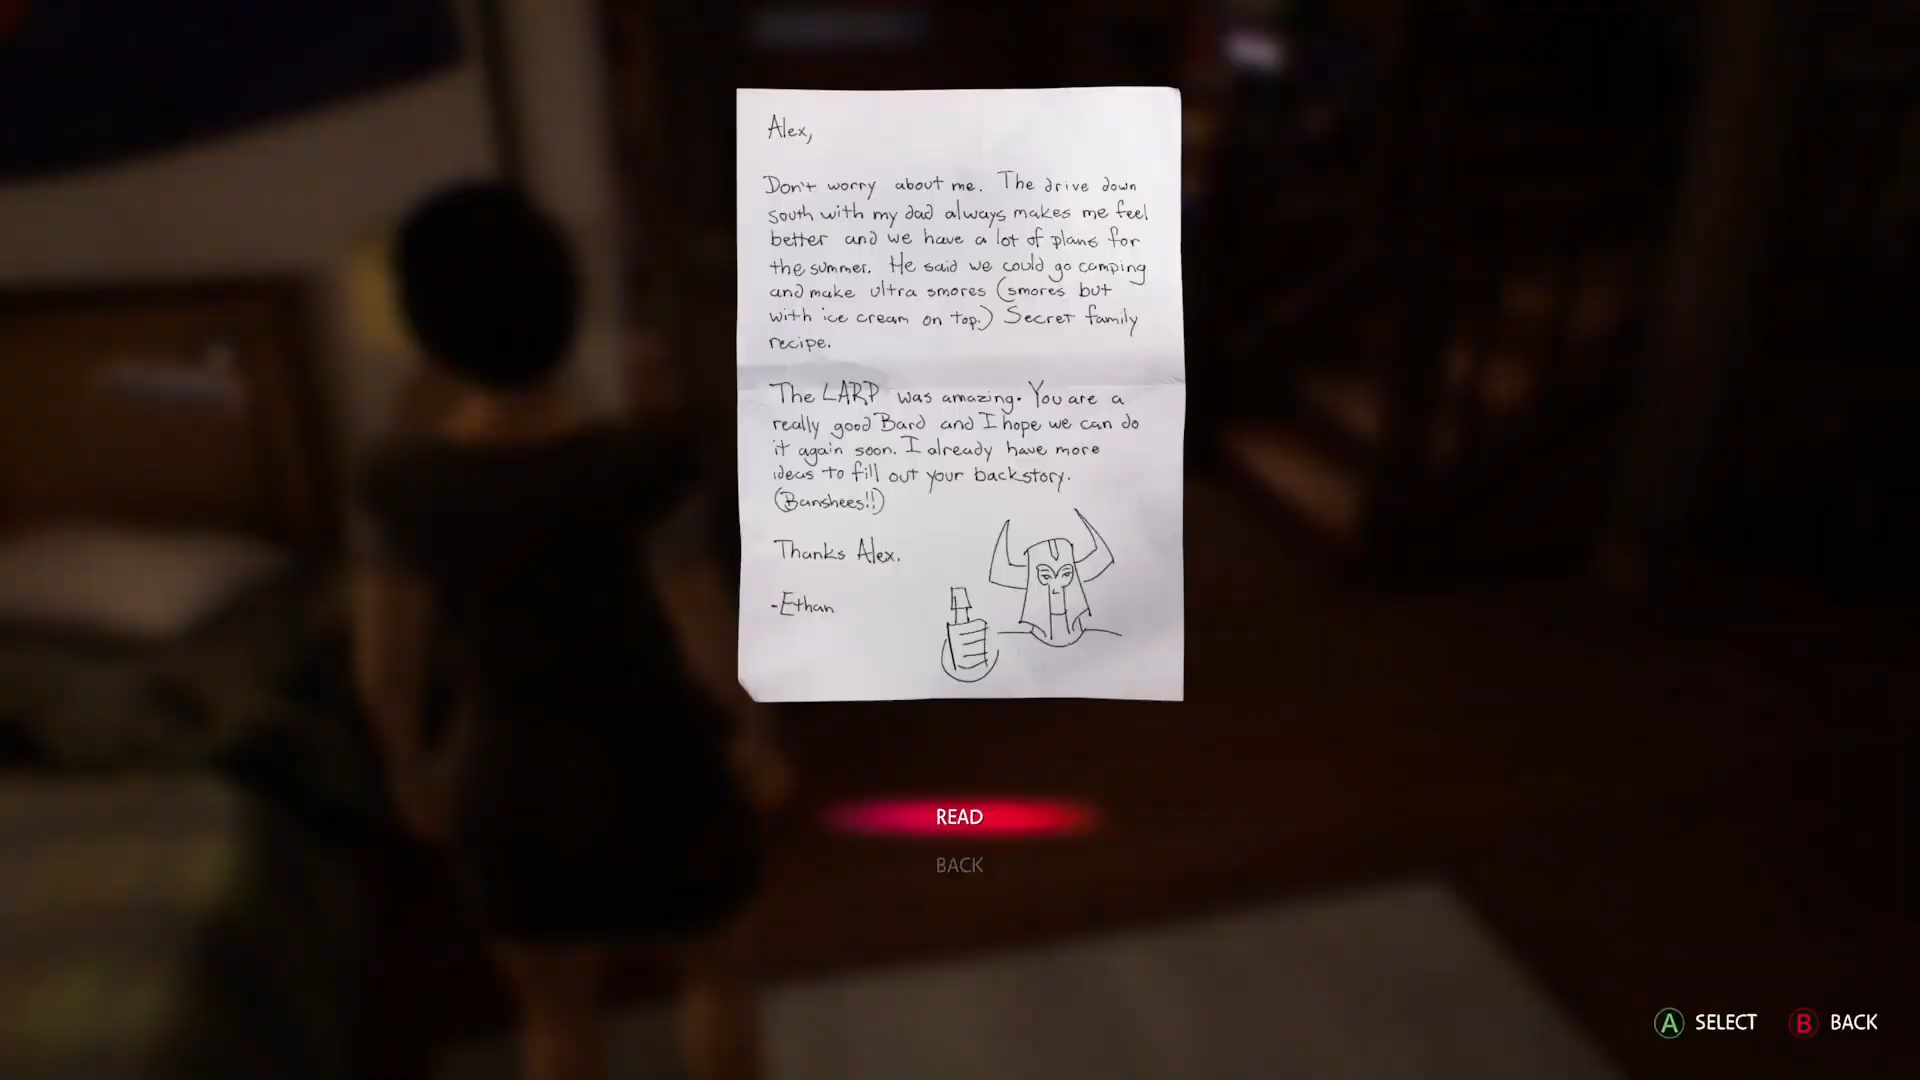 Alex,
Don't worry about me. The drive down
south with my dad always makes me feel
better and we have a lot of plans for
the summer. He said we could go camping
and make ultra smores (smores but
with ice cream on top.) Secret family
recipe.
The LARP was amazing. You are a
really good Bard and I hope we can do
it again soon. I already have more
ideas to fill out your backstory.
(Banshees!!)
Thanks Alex.
-Ethan
READ
BACK
A SELECT B BACK